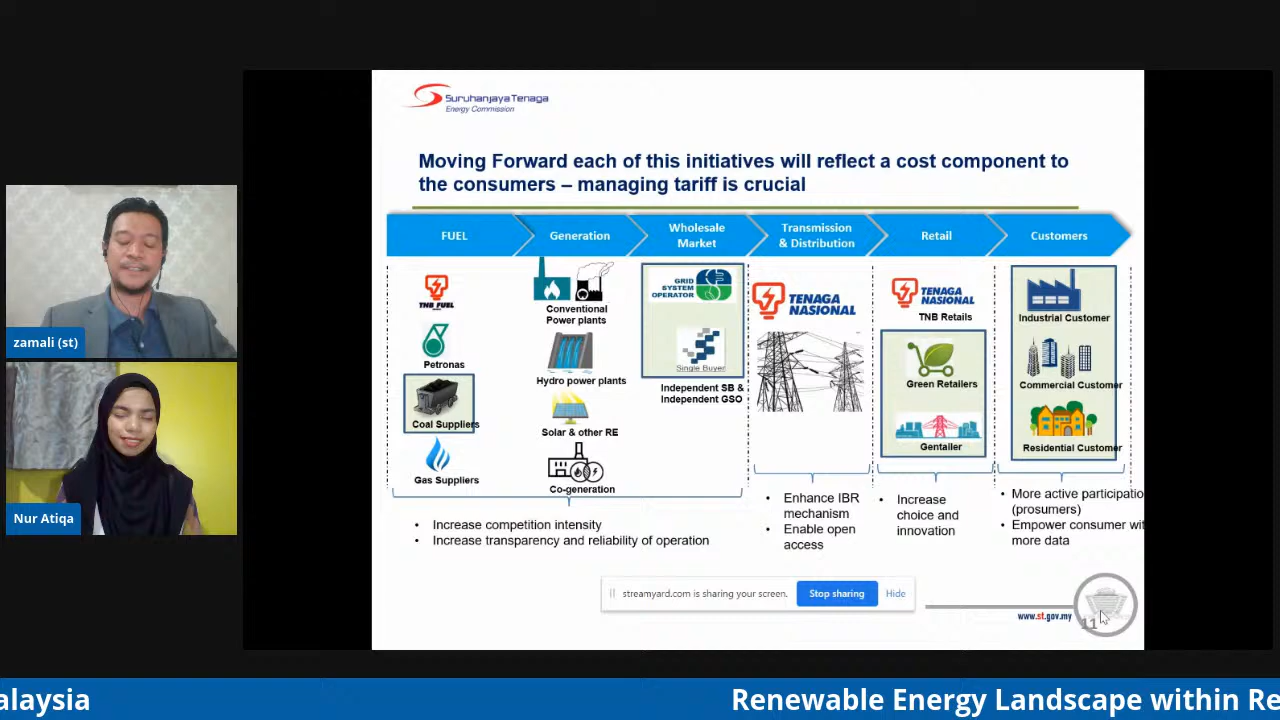 Suruhanjaya Tenaga
Energy Commission
Moving Forward each of this initiatives will reflect a cost component to
the consumers – managing tariff is crucial
FUEL
Generation
Wholesale
Market
Transmission
& Distribution
Retail
Customers
TNB FUEL
Petronas
Coal Suppliers
Gas Suppliers
Conventional
Power plants
Hydro power plants
Solar & other RE
Co-generation
GRID
SYSTEM
OPERATOR
Single Buyer
Independent SB &
Independent GSO
TENAGA
NASIONAL
TENAGA
NASIONAL
TNB Retails
Green Retailers
Gentailer
Industrial Customer
Commercial Customer
Residential Customer
• Increase competition intensity
• Increase transparency and reliability of operation
• Enhance IBR
mechanism
• Enable open
access
• Increase
choice and
innovation
• More active participatio
(prosumers)
• Empower consumer wit
more data
streamyard.com is sharing your screen.
Stop sharing
Hide
www.st.gov.my
11
zamali (st)
Nur Atiqa
alaysia
Renewable Energy Landscape within Re